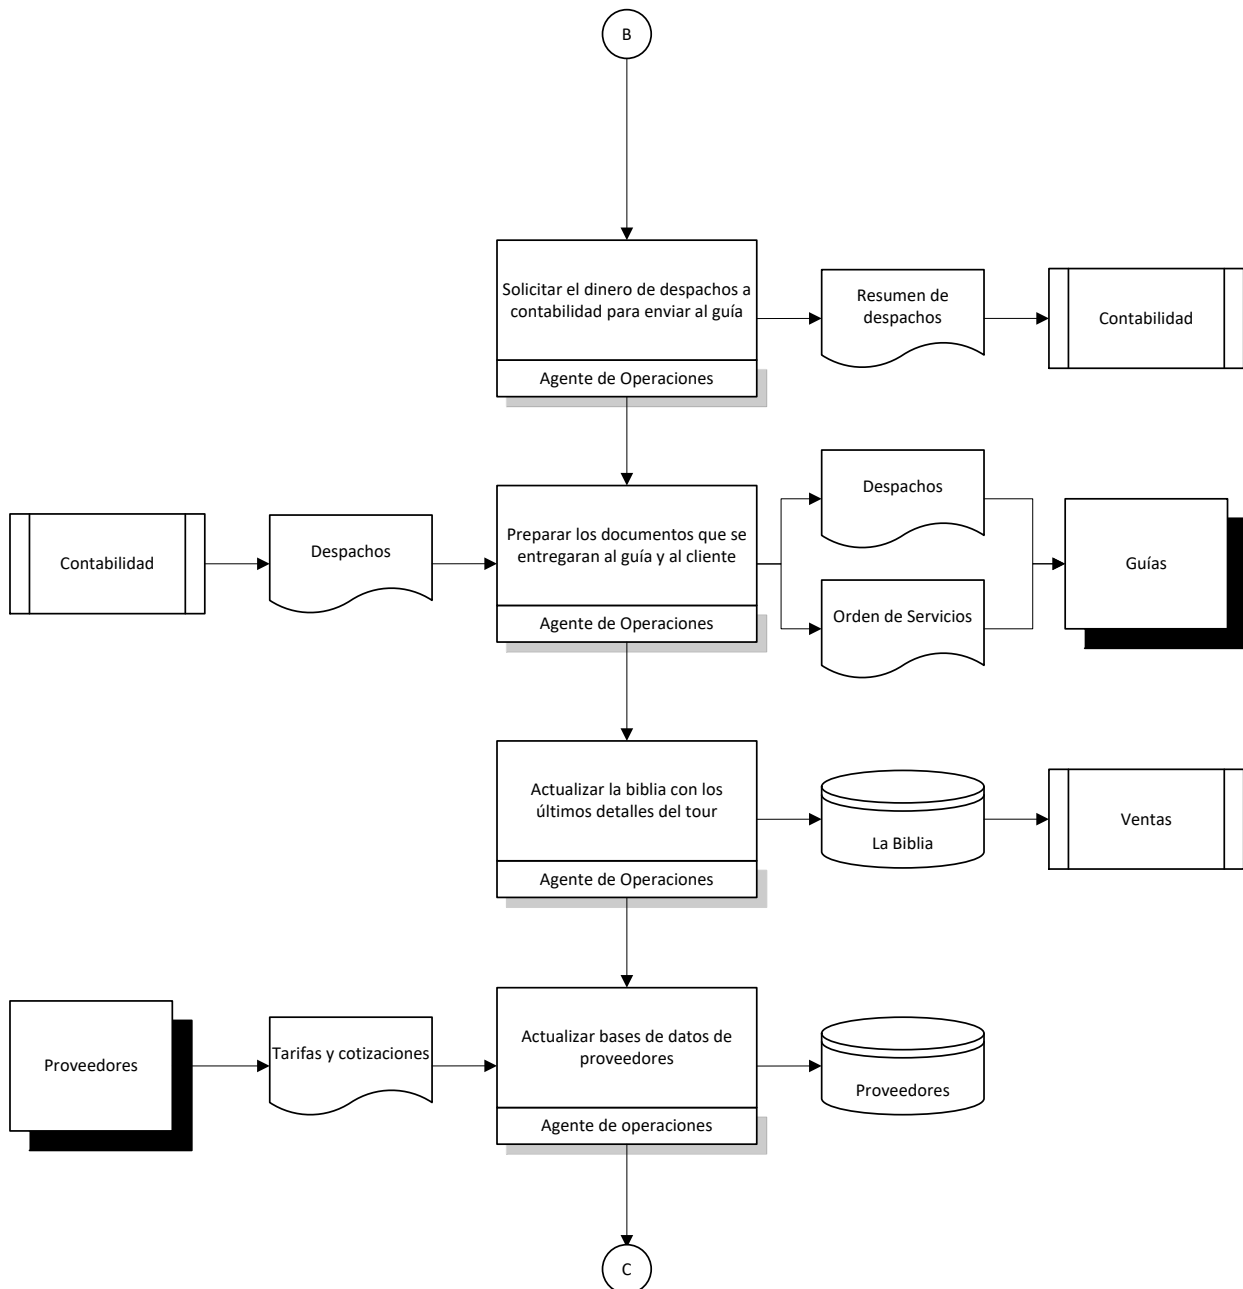 B
Solicitar el dinero de despachos a
contabilidad para enviar al guía
Agente de Operaciones
Resumen de
despachos
Contabilidad
Contabilidad
Despachos
Preparar los documentos que se
entregaran al guía y al cliente
Agente de Operaciones
Despachos
Orden de Servicios
Guías
Actualizar la biblia con los
últimos detalles del tour
Agente de Operaciones
La Biblia
Ventas
Proveedores
Tarifas y cotizaciones
Actualizar bases de datos de
proveedores
Agente de operaciones
Proveedores
C